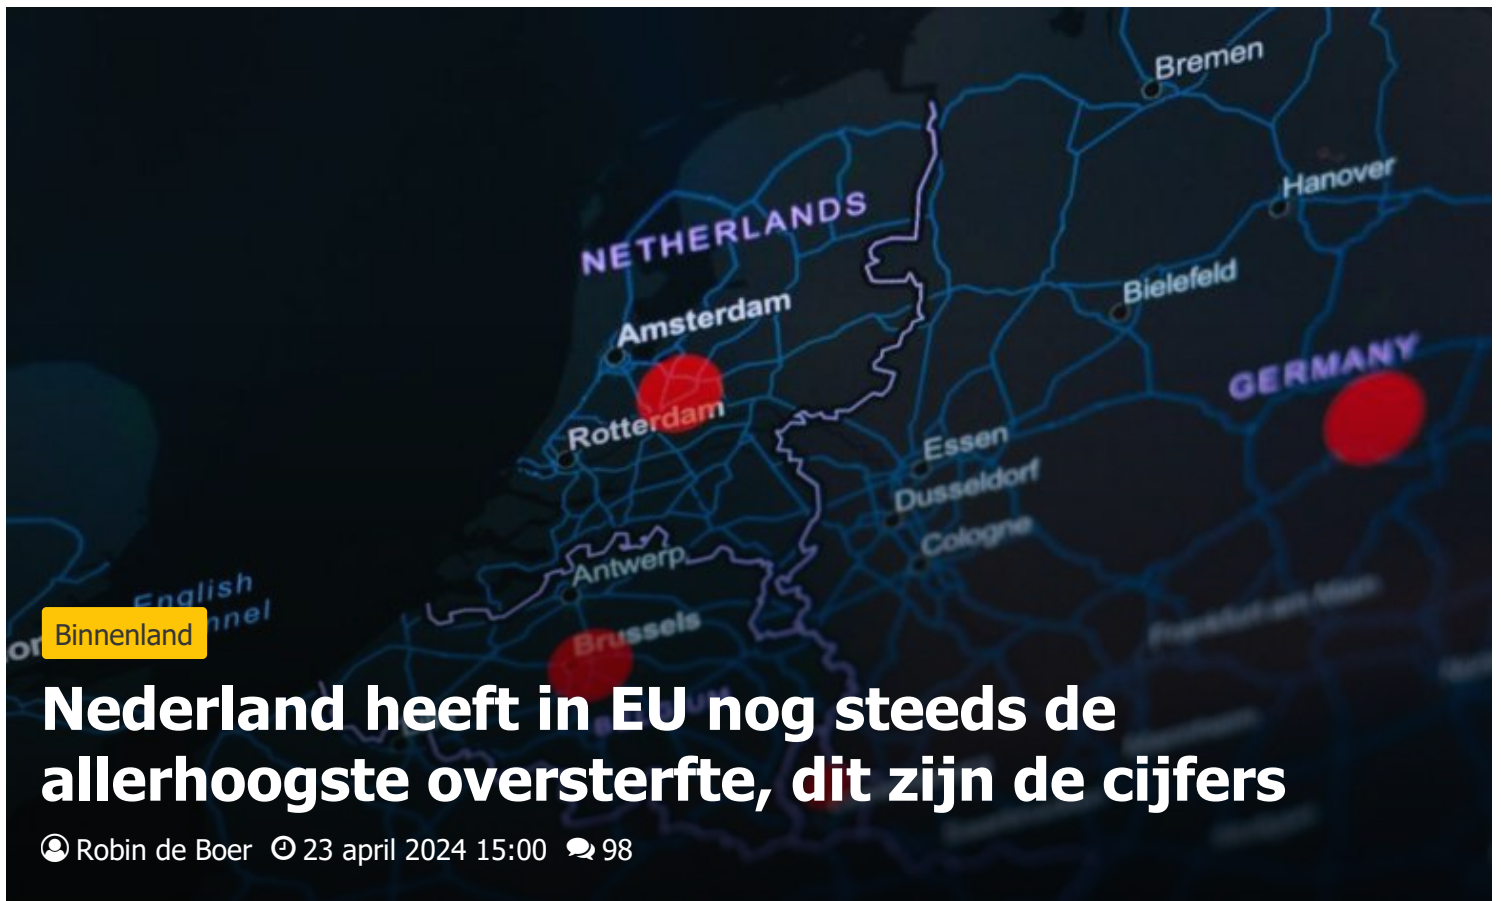 Bremen
Hanover
NETHERLANDS
Bielefeld
Amsterdam
GERMANY
Rotterdam
Essen
Dusseldorf
Cologne
Antwerp
English
Brussels
Binnenland
Nederland heeft in EU nog steeds de
allerhoogste oversterfte, dit zijn de cijfers
Robin de Boer 23 april 2024 15:00 98